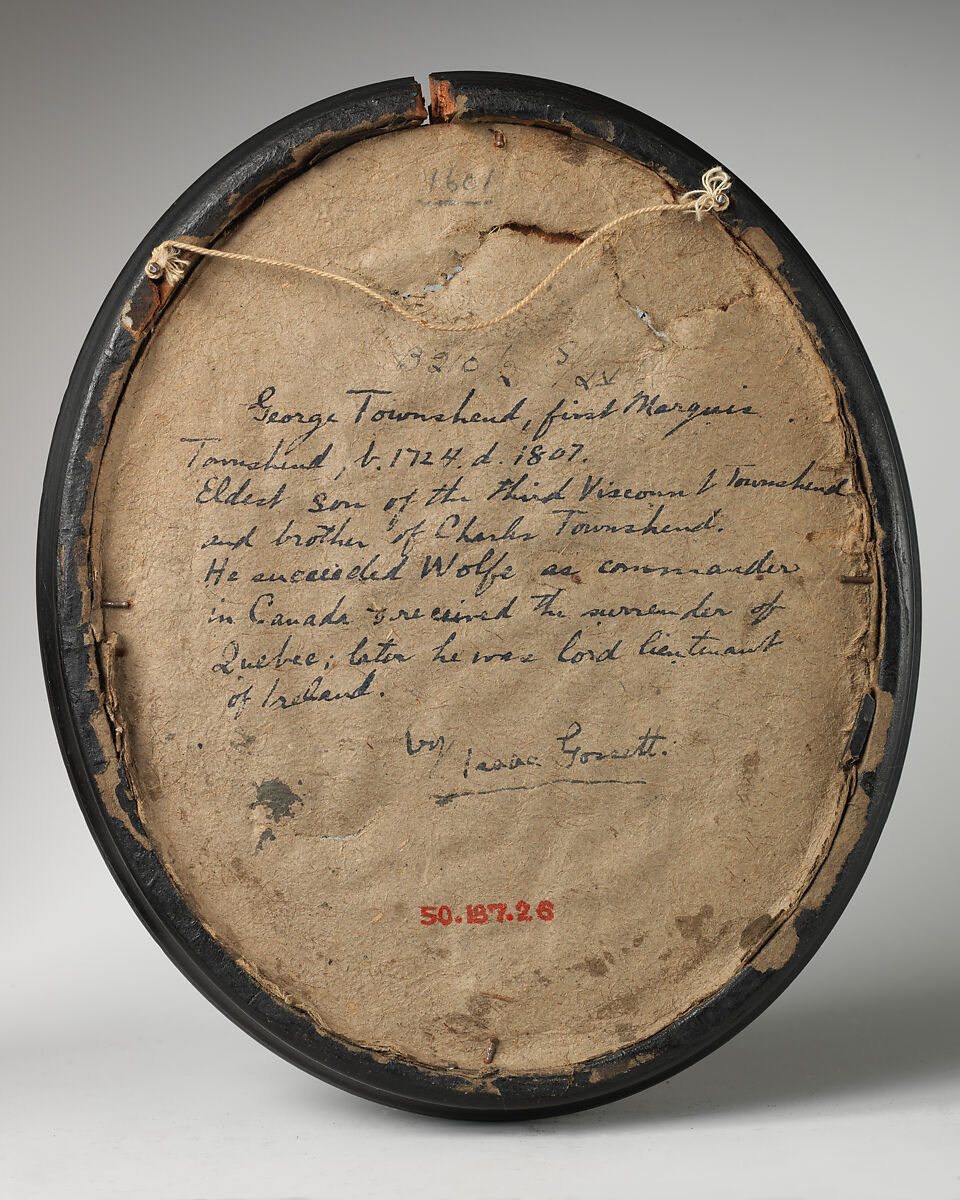 1601
George Townshend, first Marquis
Townshend, b. 1724. d. 1807.
Eldest son of the third Viscount Townshend
and brother of Charles Townshend.
He succeeded Wolfe as commander
in Canada & received the surrender of
Quebec; later he was lord lieutenant
of Ireland.
by Isaac Gossett.
50.187.26